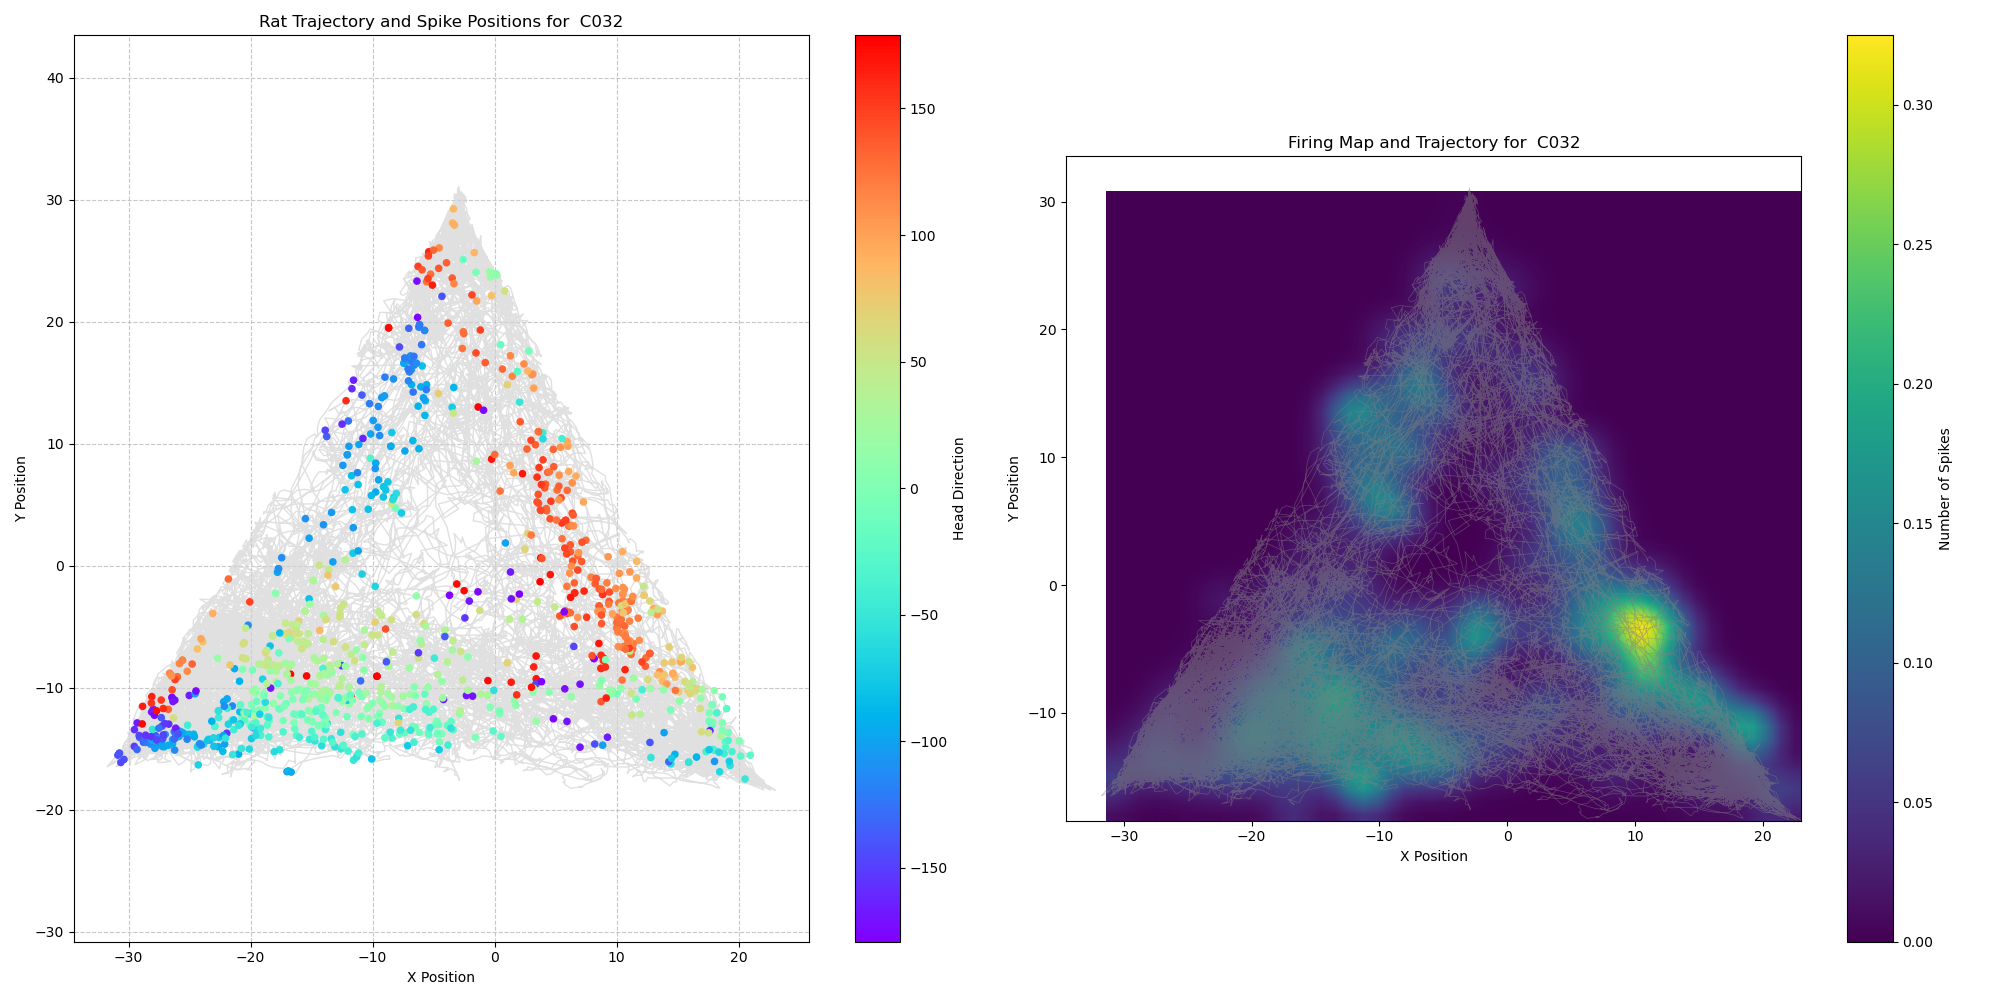 Rat Trajectory and Spike Positions for  C032
40
30
20
10
0
−10
−20
−30
Y Position
−30 −20 −10 0 10 20
X Position
150
100
50
0
−50
−100
−150
Head Direction
Firing Map and Trajectory for  C032
30
20
10
0
−10
Y Position
−30 −20 −10 0 10 20
X Position
0.30
0.25
0.20
0.15
0.10
0.05
0.00
Number of Spikes